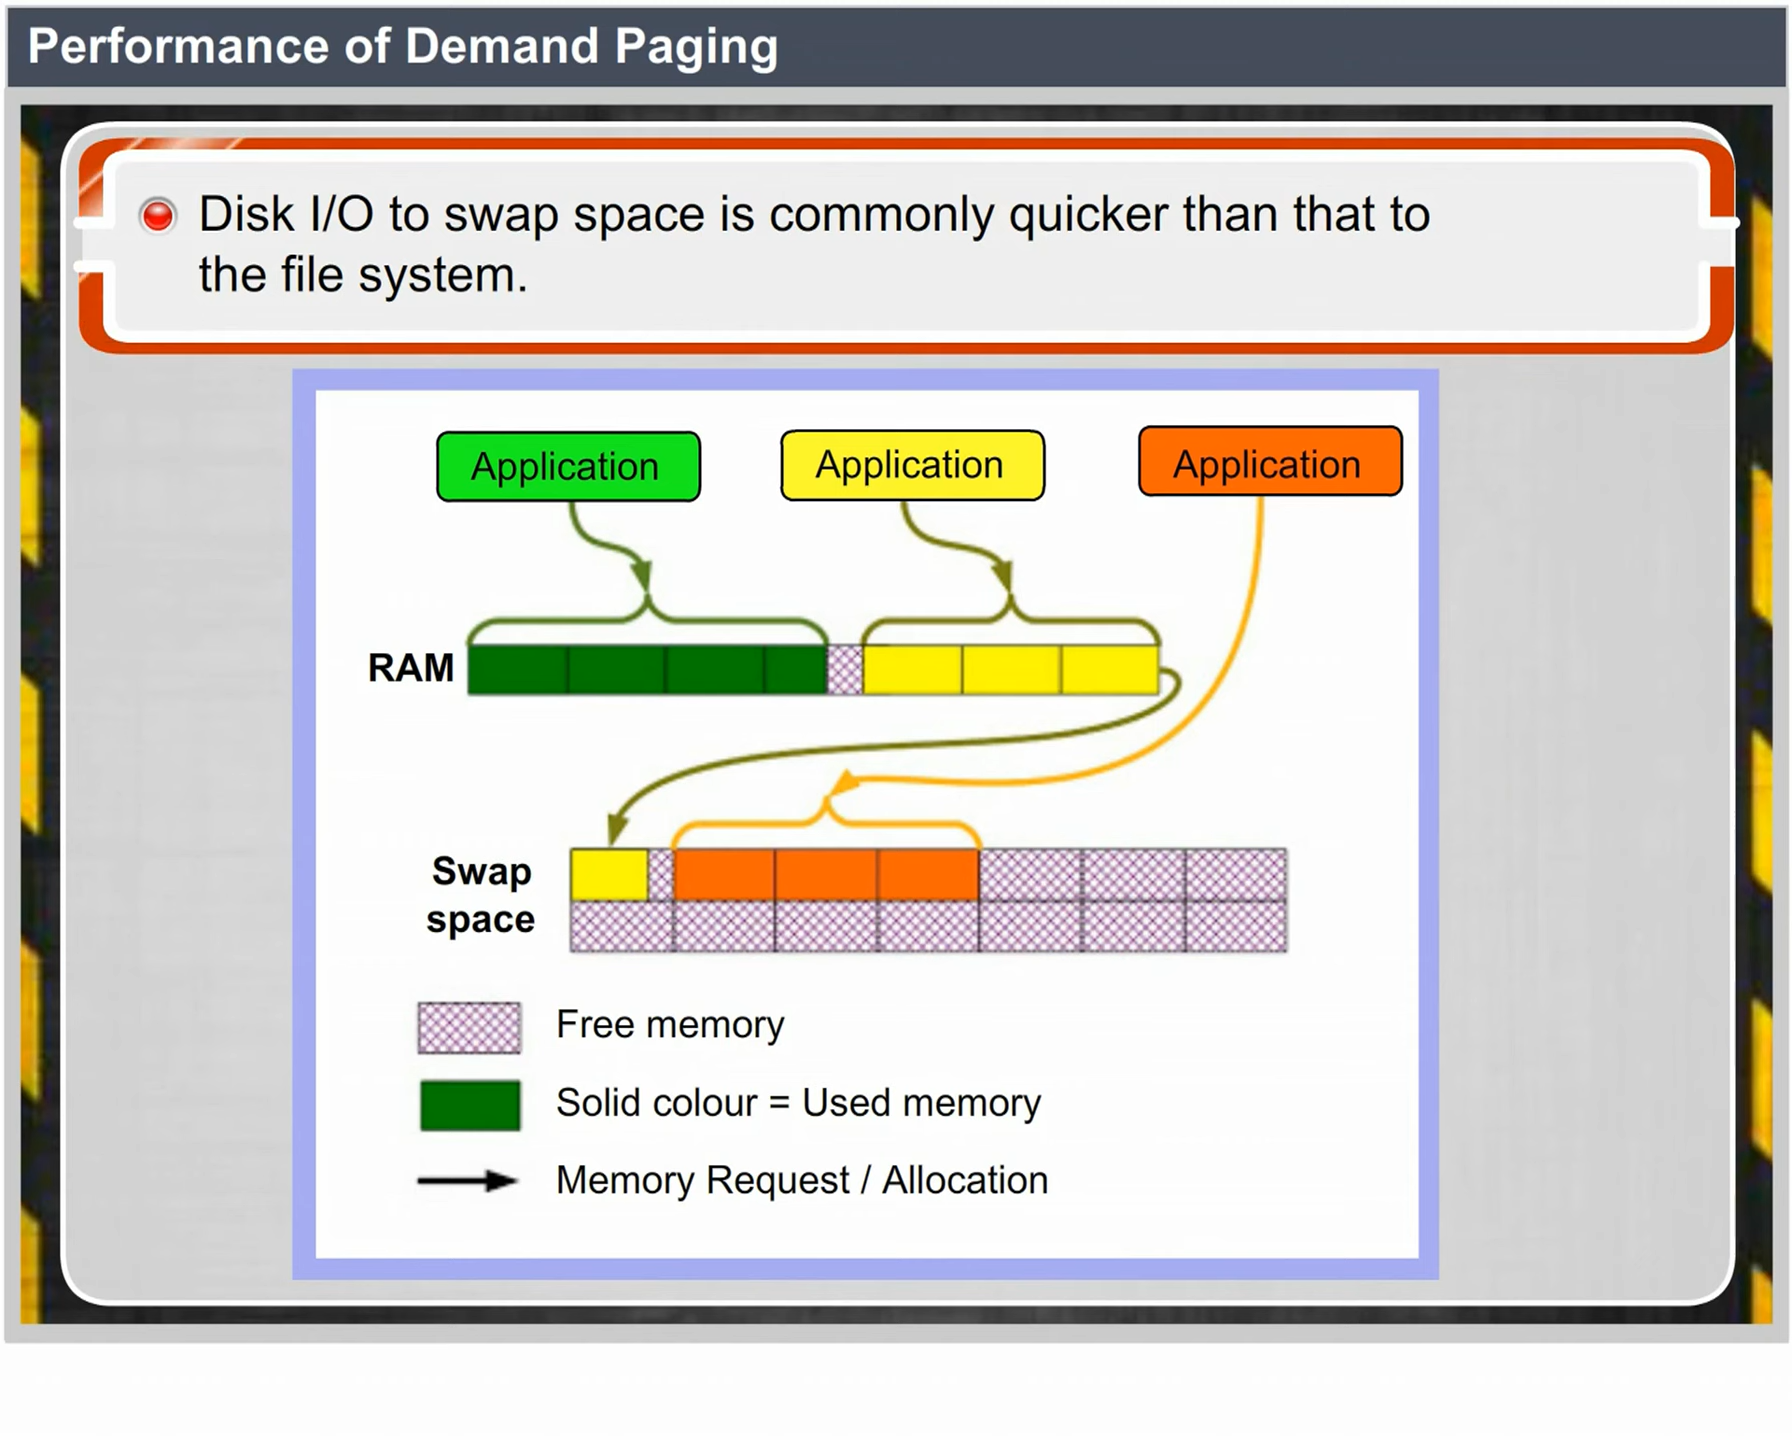 Performance of Demand Paging
Disk I/O to swap space is commonly quicker than that to
the file system.
Application
Application
Application
RAM
Swap
space
Free memory
Solid colour = Used memory
Memory Request / Allocation